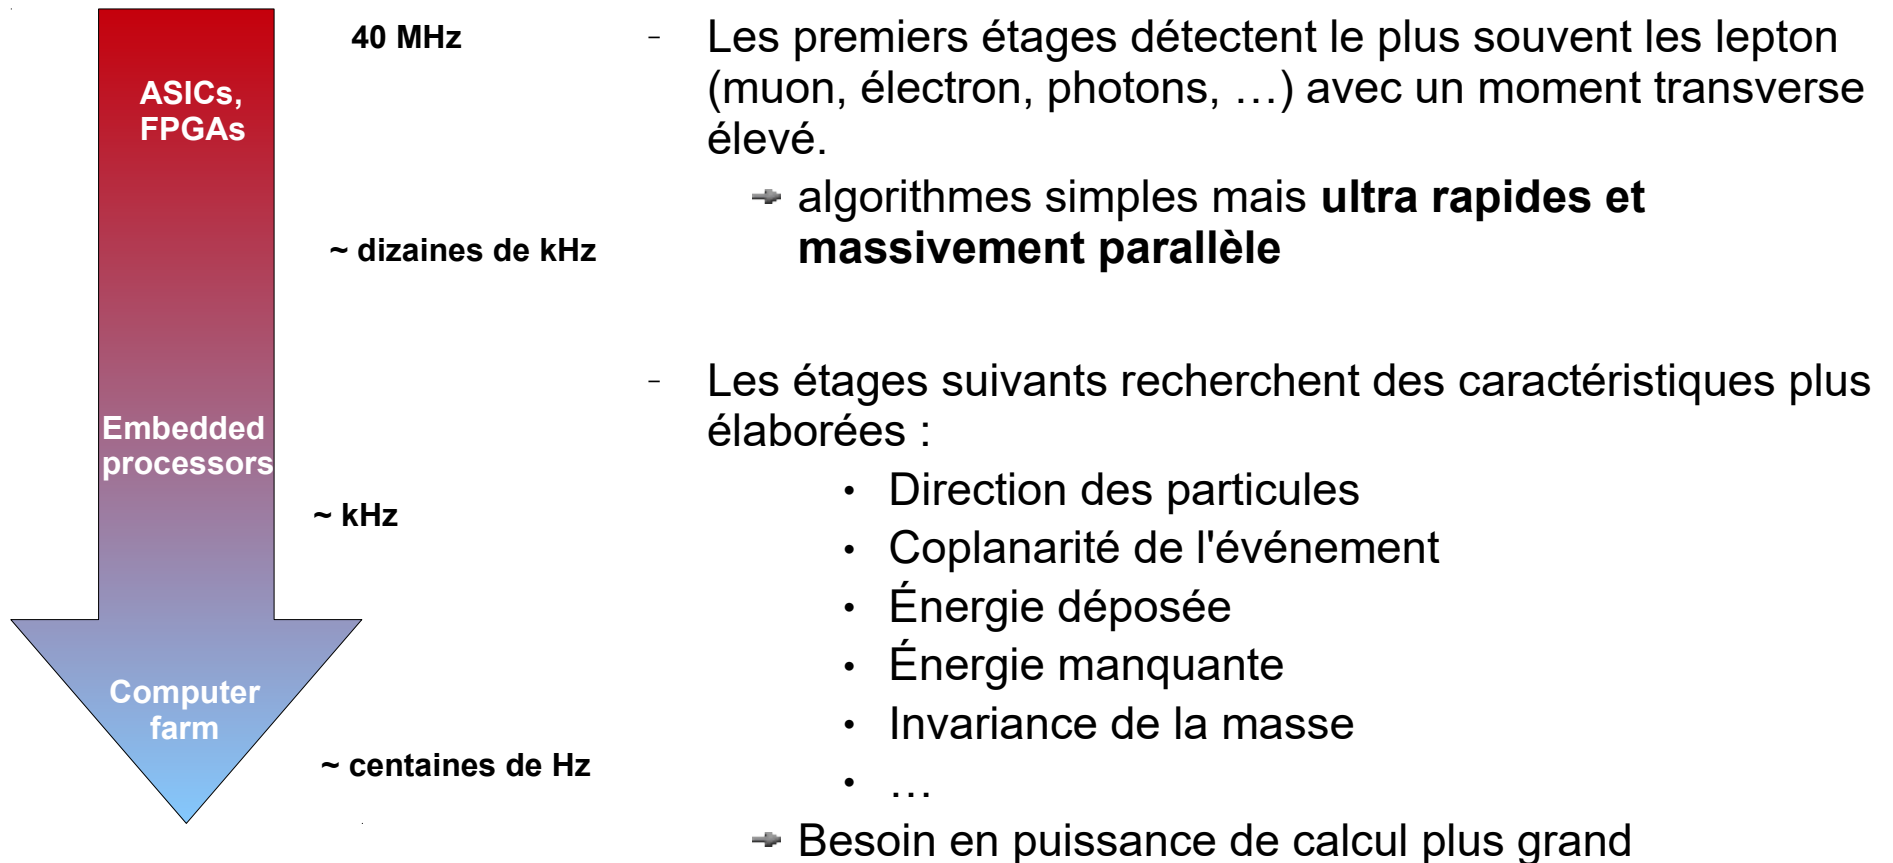 40 MHz
ASICs,
FPGAs
~ dizaines de kHz
Embedded
processors
~ kHz
Computer
farm
~ centaines de Hz
– Les premiers étages détectent le plus souvent les lepton
(muon, électron, photons, …) avec un moment transverse
élevé.
➔ algorithmes simples mais ultra rapides et
massivement parallèle
– Les étages suivants recherchent des caractéristiques plus
élaborées :
• Direction des particules
• Coplanarité de l'événement
• Énergie déposée
• Énergie manquante
• Invariance de la masse
• …
➔ Besoin en puissance de calcul plus grand